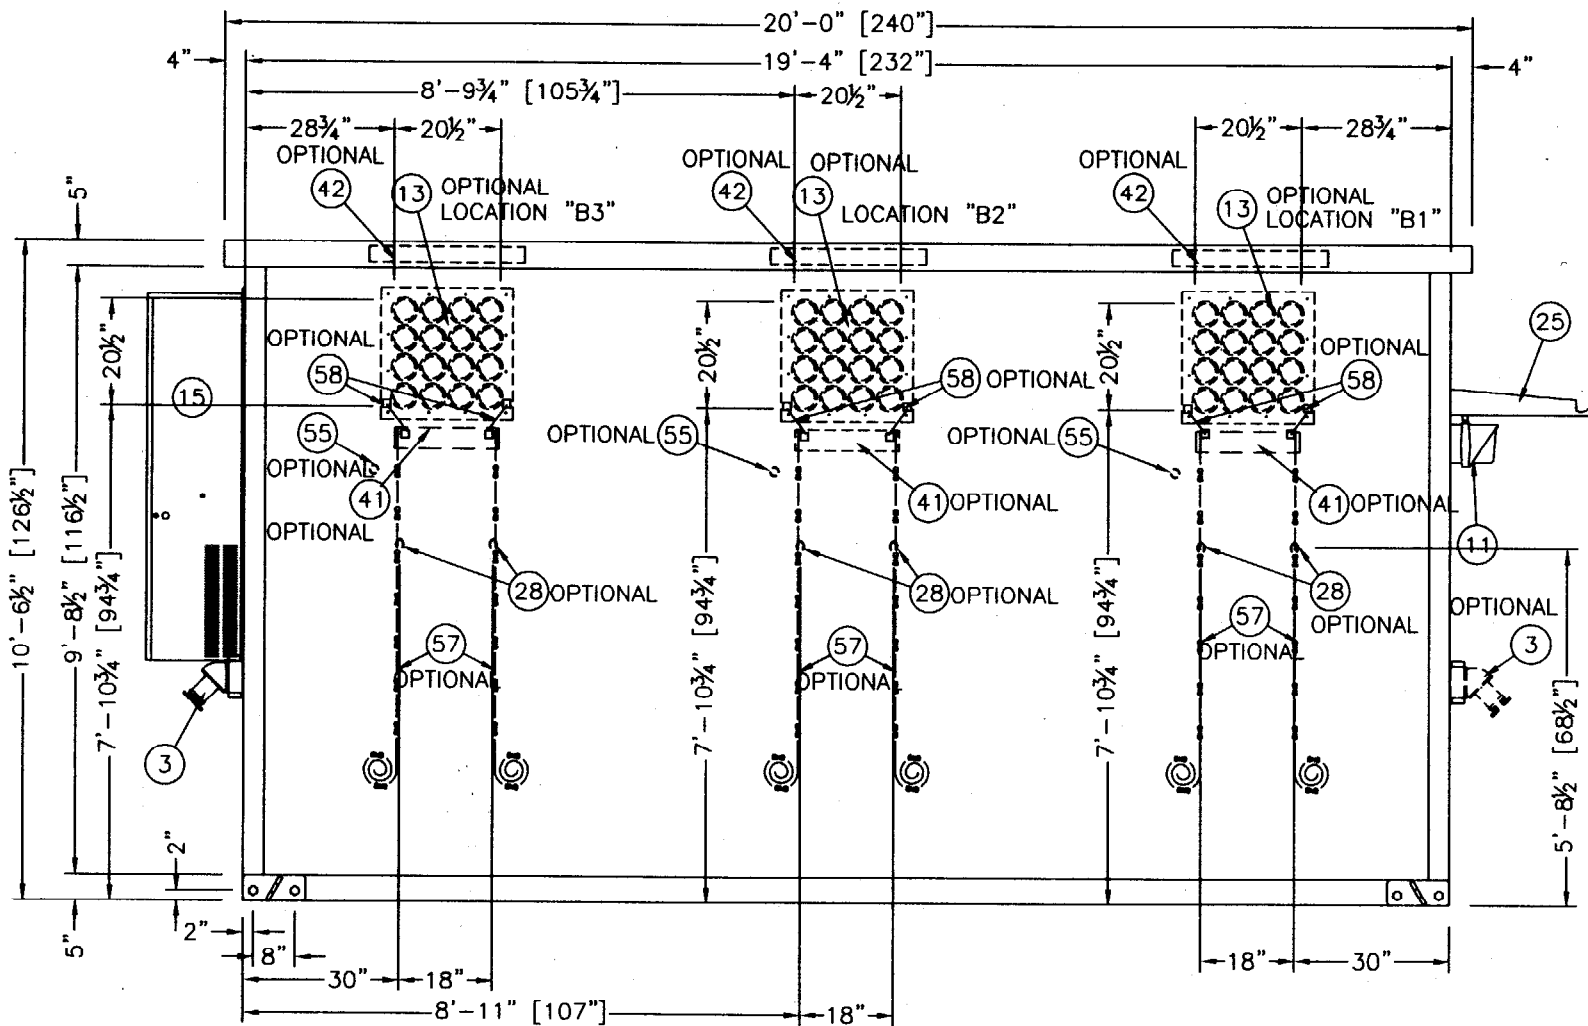 20'-0" [240"]
4" 19'-4" [232"] 4"
8'-9¾" [105¾"] 20½"
28¾" 20½" 20½" 28¾"
OPTIONAL OPTIONAL OPTIONAL OPTIONAL
42 13 OPTIONAL 42 13 42 13 OPTIONAL
LOCATION "B3" LOCATION "B2" LOCATION "B1"
5"
10'-6½" [126½"]
9'-8½" [116½"]
7'-10¾" [94¾"]
20½" 20½" 20½"
15
25
OPTIONAL OPTIONAL
58 58 OPTIONAL 58
55 OPTIONAL 55 OPTIONAL 55
OPTIONAL
41 41 OPTIONAL 41 OPTIONAL
OPTIONAL
11
28 OPTIONAL 28 OPTIONAL 28
OPTIONAL
OPTIONAL
57 57 57
OPTIONAL OPTIONAL OPTIONAL
3
3
7'-10¾" [94¾"]
7'-10¾" [94¾"]
5'-8½" [68½"]
2"
5"
2"
8"
30" 18" 18" 30"
8'-11" [107"] 18"